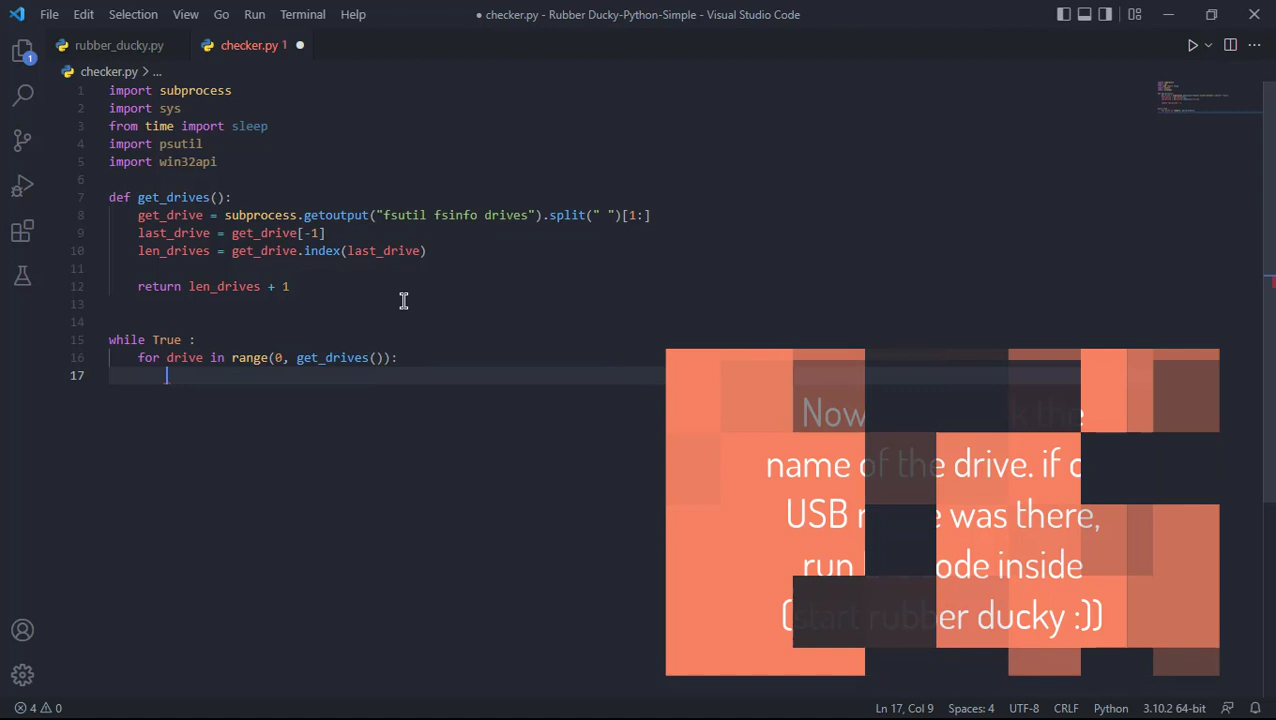 File Edit Selection View Go Run Terminal Help
● checker.py - Rubber Ducky-Python-Simple - Visual Studio Code
rubber_ducky.py
checker.py 1
checker.py > ...
1 import subprocess
2 import sys
3 from time import sleep
4 import psutil
5 import win32api
6
7 def get_drives():
8 get_drive = subprocess.getoutput("fsutil fsinfo drives").split(" ")[1:]
9 last_drive = get_drive[-1]
10 len_drives = get_drive.index(last_drive)
11
12 return len_drives + 1
13
14
15 while True :
16 for drive in range(0, get_drives()):
17
Now the
name of the drive. if
USB was there,
run inside
(start rubber ducky :))
1
4 0
Ln 17, Col 9 Spaces: 4 UTF-8 CRLF Python 3.10.2 64-bit